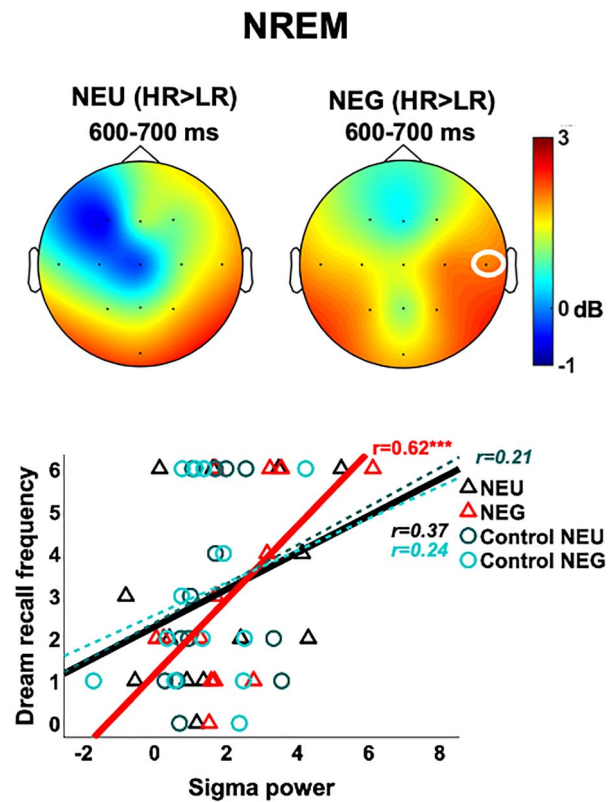 NREM
NEU (HR>LR)
600-700 ms
NEG (HR>LR)
600-700 ms
3
0 dB
-1
r=0.62***
r=0.21
NEU
NEG
r=0.37
Control NEU
r=0.24
Control NEG
Dream recall frequency
6
5
4
3
2
1
0
-2 0 2 4 6 8
Sigma power